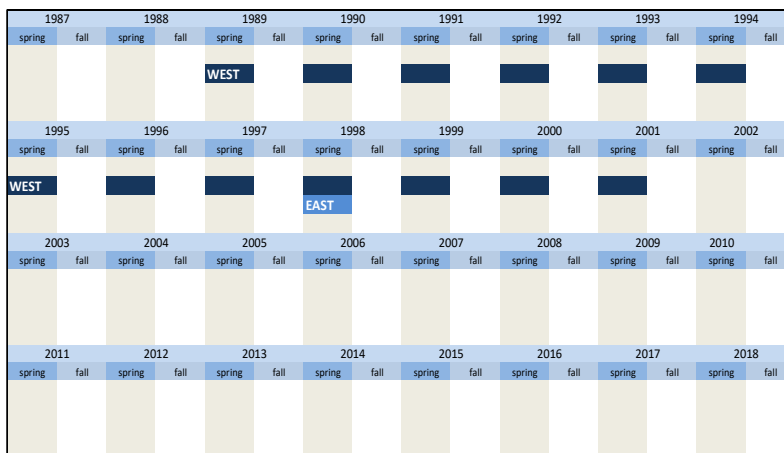 1987 1988 1989 1990 1991 1992 1993 1994
spring fall spring fall spring fall spring fall spring fall spring fall spring fall spring fall
WEST
1995 1996 1997 1998 1999 2000 2001 2002
spring fall spring fall spring fall spring fall spring fall spring fall spring fall spring fall
WEST
EAST
2003 2004 2005 2006 2007 2008 2009 2010
spring fall spring fall spring fall spring fall spring fall spring fall spring fall spring fall
2011 2012 2013 2014 2015 2016 2017 2018
spring fall spring fall spring fall spring fall spring fall spring fall spring fall spring fall